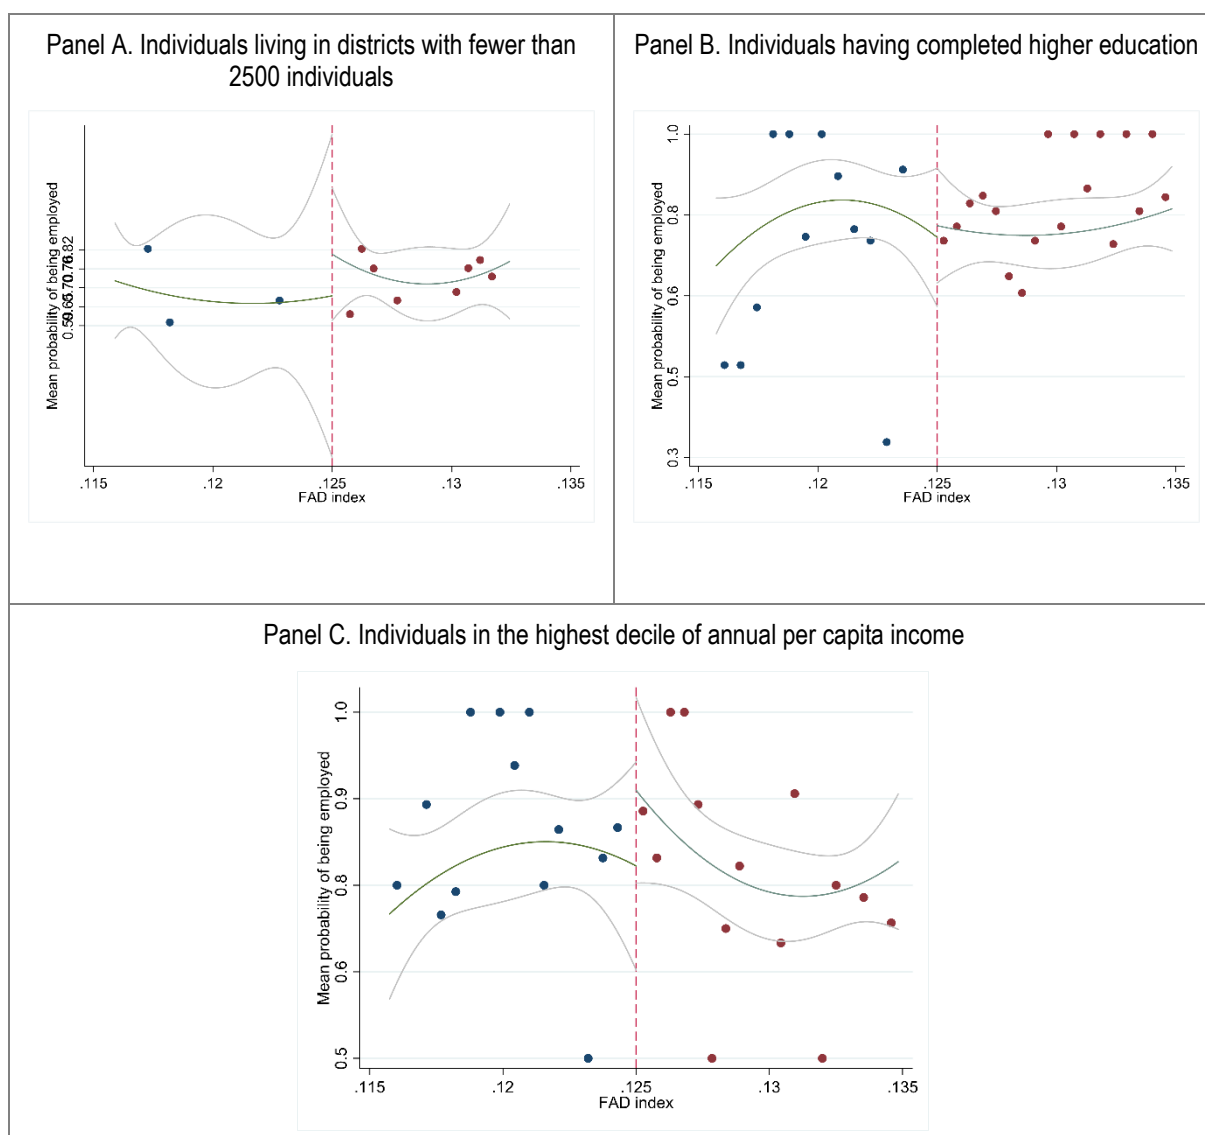 Panel A. Individuals living in districts with fewer than
2500 individuals
Mean probability of being employed
.115 .12 .125 .13 .135
FAD index
Panel B. Individuals having completed higher education
Mean probability of being employed
1.0
0.8
0.6
0.5
0.3
.115 .12 .125 .13 .135
FAD index
Panel C. Individuals in the highest decile of annual per capita income
Mean probability of being employed
1.0
0.9
0.8
0.6
0.5
.115 .12 .125 .13 .135
FAD index